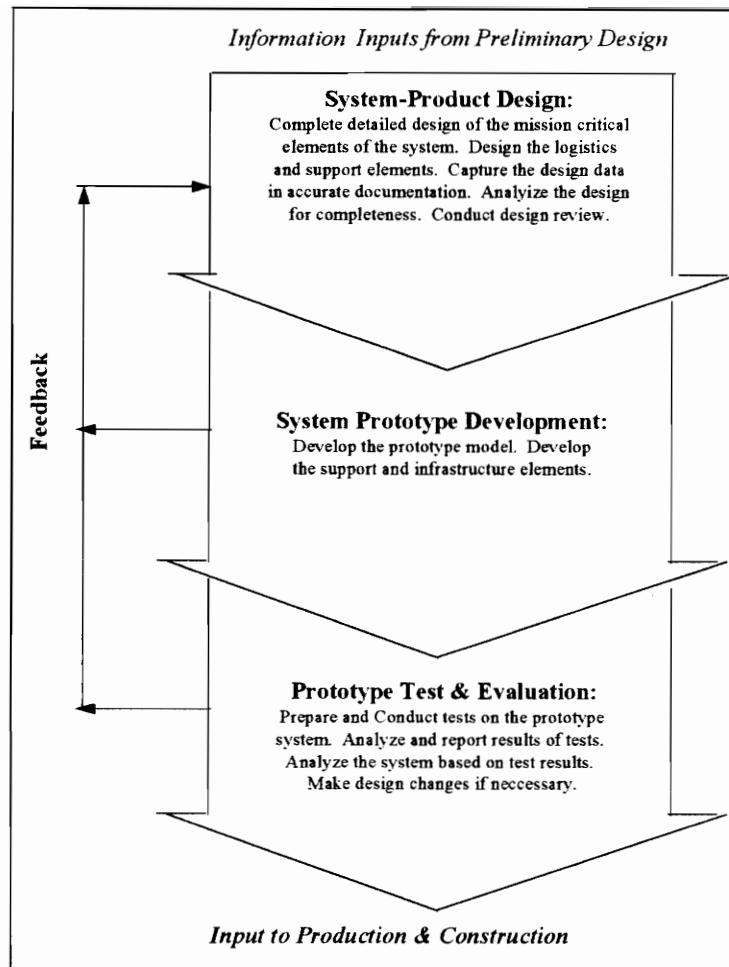 Information Inputs from Preliminary Design
System-Product Design:
Complete detailed design of the mission critical
elements of the system. Design the logistics
and support elements. Capture the design data
in accurate documentation. Analyize the design
for completeness. Conduct design review.
Feedback
System Prototype Development:
Develop the prototype model. Develop
the support and infrastructure elements.
Prototype Test & Evaluation:
Prepare and Conduct tests on the prototype
system. Analyze and report results of tests.
Analyze the system based on test results.
Make design changes if neccessary.
Input to Production & Construction